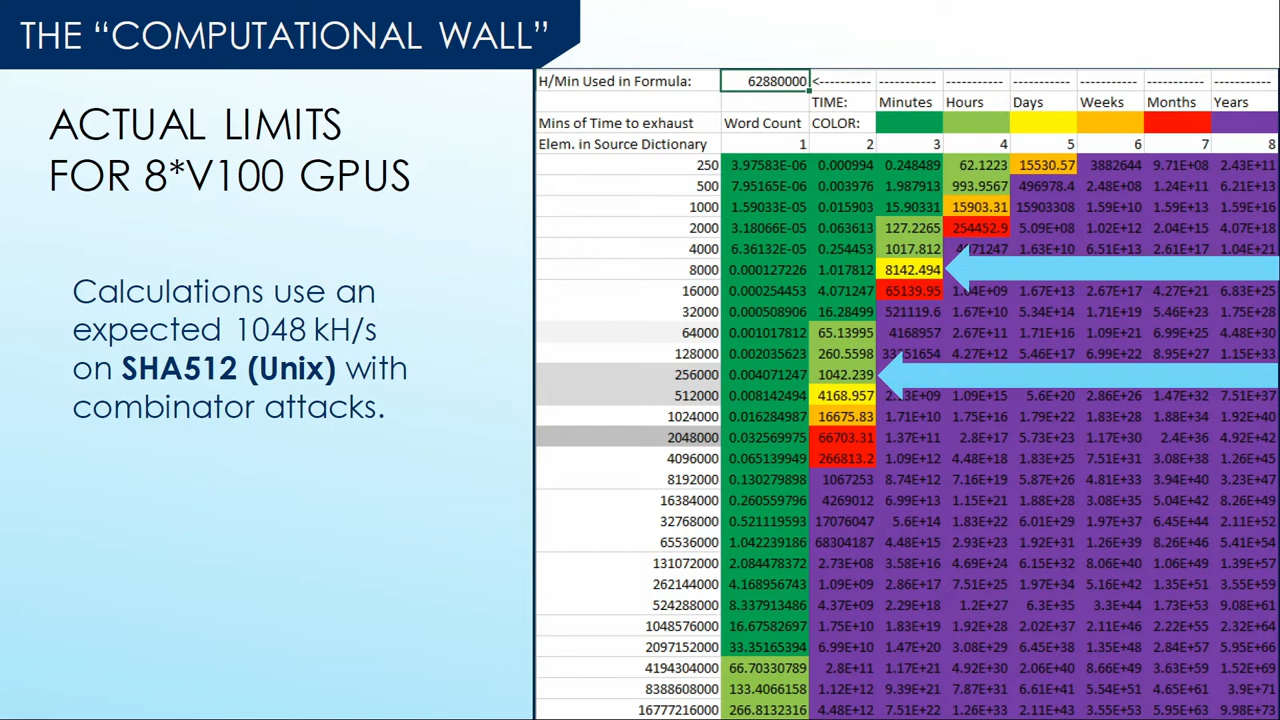 THE “COMPUTATIONAL WALL”
ACTUAL LIMITS
FOR 8*V100 GPUS
Calculations use an
expected 1048 kH/s
on SHA512 (Unix) with
combinator attacks.
H/Min Used in Formula: 62880000 <---------- ----------- ---------- ----------- ----------- ----------- -----------
TIME: Minutes Hours Days Weeks Months Years
Mins of Time to exhaust Word Count COLOR:
Elem. in Source Dictionary 1 2 3 4 5 6 7 8
250 3.97583E-06 0.000994 0.248489 62.1223 15530.57 3882644 9.71E+08 2.43E+11
500 7.95165E-06 0.003976 1.987913 993.9567 496978.4 2.48E+08 1.24E+11 6.21E+13
1000 1.59033E-05 0.015903 15.90331 15903.31 15903308 1.59E+10 1.59E+13 1.59E+16
2000 3.18066E-05 0.063613 127.2265 254452.9 5.09E+08 1.02E+12 2.04E+15 4.07E+18
4000 6.36132E-05 0.254453 1017.812 1.63E+10 6.51E+13 2.61E+17 1.04E+21
8000 0.000127226 1.017812 8142.494
16000 0.000254453 4.071247 65139.95 1.67E+13 2.67E+17 4.27E+21 6.83E+25
32000 0.000508906 16.28499 521119.6 1.67E+10 5.34E+14 1.71E+19 5.46E+23 1.75E+28
64000 0.001017812 65.13995 4168957 2.67E+11 1.71E+16 1.09E+21 6.99E+25 4.48E+30
128000 0.002035623 260.5598 4.27E+12 5.46E+17 6.99E+22 8.95E+27 1.15E+33
256000 0.004071247 1042.239
512000 0.008142494 4168.957 1.09E+15 5.6E+20 2.86E+26 1.47E+32 7.51E+37
1024000 0.016284987 16675.83 1.71E+10 1.75E+16 1.79E+22 1.83E+28 1.88E+34 1.92E+40
2048000 0.032569975 66703.31 1.37E+11 2.8E+17 5.73E+23 1.17E+30 2.4E+36 4.92E+42
4096000 0.065139949 266813.2 1.09E+12 4.48E+18 1.83E+25 7.51E+31 3.08E+38 1.26E+45
8192000 0.130279898 1067253 8.74E+12 7.16E+19 5.87E+26 4.81E+33 3.94E+40 3.23E+47
16384000 0.260559796 4269012 6.99E+13 1.15E+21 1.88E+28 3.08E+35 5.04E+42 8.26E+49
32768000 0.521119593 17076047 5.6E+14 1.83E+22 6.01E+29 1.97E+37 6.45E+44 2.11E+52
65536000 1.042239186 68304187 4.48E+15 2.93E+23 1.92E+31 1.26E+39 8.26E+46 5.41E+54
131072000 2.084478372 2.73E+08 3.58E+16 4.69E+24 6.15E+32 8.06E+40 1.06E+49 1.39E+57
262144000 4.168956743 1.09E+09 2.86E+17 7.51E+25 1.97E+34 5.16E+42 1.35E+51 3.55E+59
524288000 8.337913486 4.37E+09 2.29E+18 1.2E+27 6.3E+35 3.3E+44 1.73E+53 9.08E+61
1048576000 16.67582697 1.75E+10 1.83E+19 1.92E+28 2.02E+37 2.11E+46 2.22E+55 2.32E+64
2097152000 33.35165394 6.99E+10 1.47E+20 3.08E+29 6.45E+38 1.35E+48 2.84E+57 5.95E+66
4194304000 66.70330789 2.8E+11 1.17E+21 4.92E+30 2.06E+40 8.66E+49 3.63E+59 1.52E+69
8388608000 133.4066158 1.12E+12 9.39E+21 7.87E+31 6.61E+41 5.54E+51 4.65E+61 3.9E+71
16777216000 266.8132316 4.48E+12 7.51E+22 1.26E+33 2.11E+43 3.55E+53 5.95E+63 9.98E+73